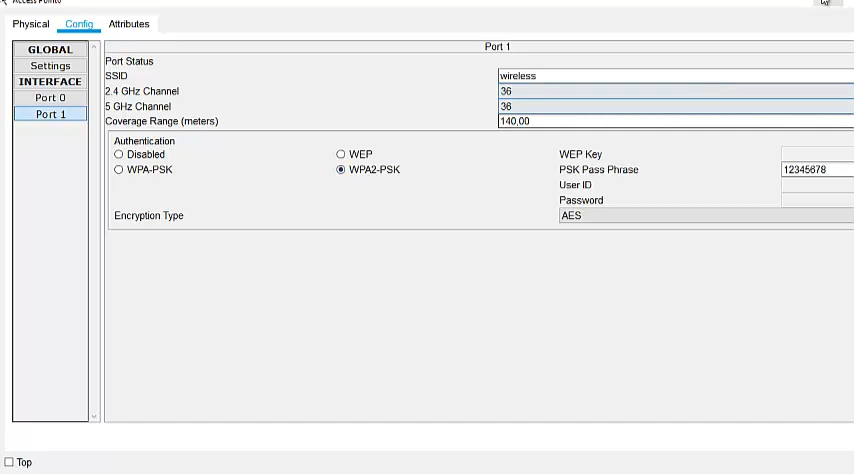 Access Point0
Physical Config Attributes
GLOBAL
Settings
INTERFACE
Port 0
Port 1
Port 1
Port Status
SSID wireless
2.4 GHz Channel 36
5 GHz Channel 36
Coverage Range (meters) 140,00
Authentication
Disabled WEP WEP Key
WPA-PSK WPA2-PSK PSK Pass Phrase 12345678
User ID
Password
Encryption Type AES
Top